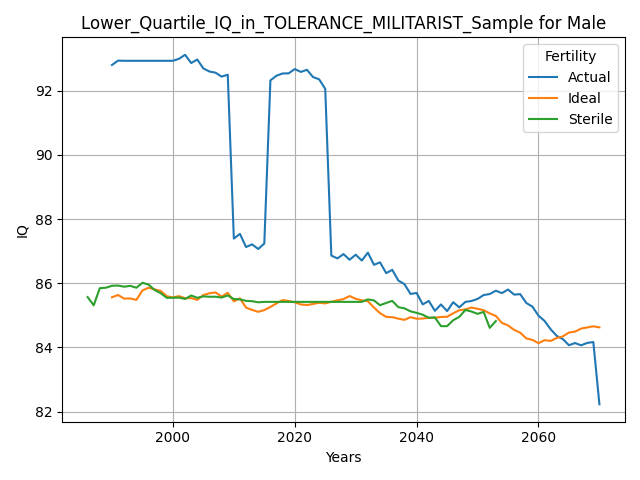 Lower_Quartile_IQ_in_TOLERANCE_MILITARIST_Sample for Male
Fertility
Actual
Ideal
Sterile
92
90
88
86
84
82
IQ
2000
2020
2040
2060
Years